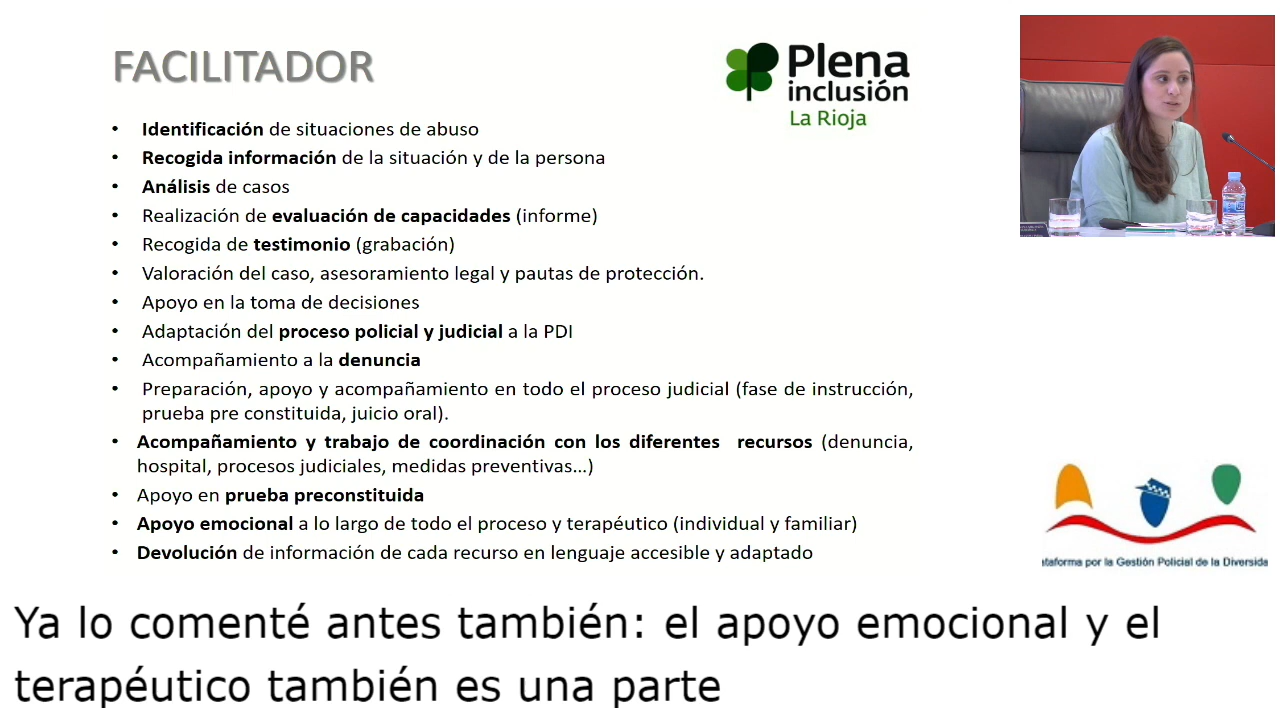 FACILITADOR
Plena
inclusión
La Rioja
• Identificación de situaciones de abuso
• Recogida información de la situación y de la persona
• Análisis de casos
• Realización de evaluación de capacidades (informe)
• Recogida de testimonio (grabación)
• Valoración del caso, asesoramiento legal y pautas de protección.
• Apoyo en la toma de decisiones
• Adaptación del proceso policial y judicial a la PDI
• Acompañamiento a la denuncia
• Preparación, apoyo y acompañamiento en todo el proceso judicial (fase de instrucción,
prueba pre constituida, juicio oral).
• Acompañamiento y trabajo de coordinación con los diferentes recursos (denuncia,
hospital, procesos judiciales, medidas preventivas...)
• Apoyo en prueba preconstituida
• Apoyo emocional a lo largo de todo el proceso y terapéutico (individual y familiar)
• Devolución de información de cada recurso en lenguaje accesible y adaptado
ataforma por la Gestión Policial de la Diversida
Ya lo comenté antes también: el apoyo emocional y el
terapéutico también es una parte